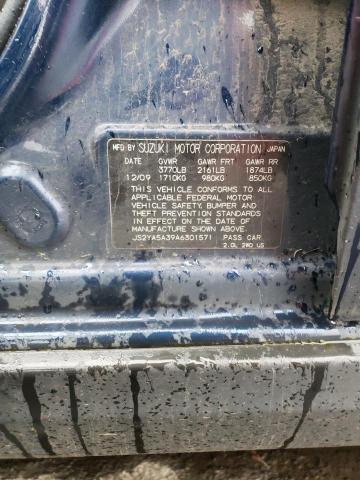 MFD BY SUZUKI MOTOR CORPORATION, JAPAN
DATE GVWR GAWR FRT GAWR RR
3770LB 2161LB 1874LB
12/09 1710KG 980KG 850KG
THIS VEHICLE CONFORMS TO ALL
APPLICABLE FEDERAL MOTOR
VEHICLE SAFETY, BUMPER AND
THEFT PREVENTION STANDARDS
IN EFFECT ON THE DATE OF
MANUFACTURE SHOWN ABOVE.
JS2YA5A39A6301571 PASS CAR
2.0L 2WD US